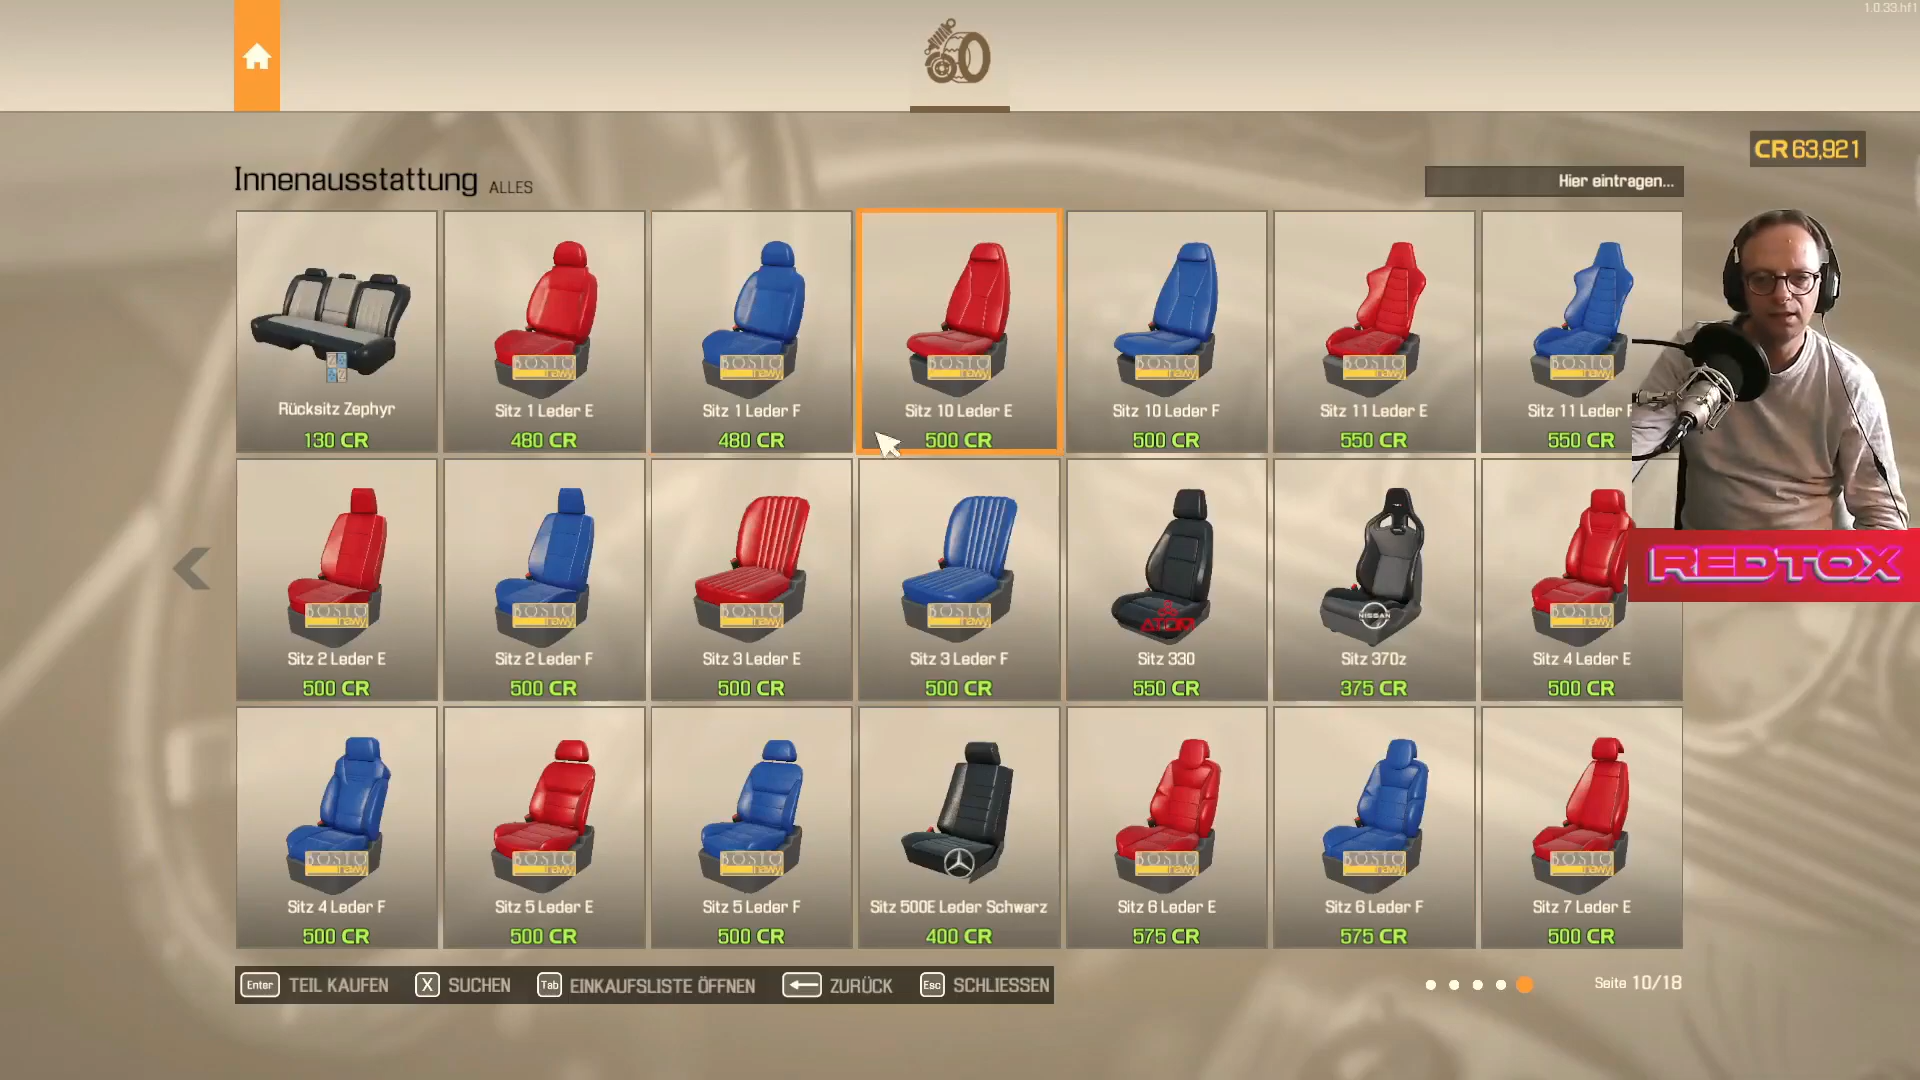 1.0.33.hf1
CR 63,921
Innenausstattung ALLES
Hier eintragen...
Rücksitz Zephyr
130 CR
Sitz 1 Leder E
480 CR
Sitz 1 Leder F
480 CR
Sitz 10 Leder E
500 CR
Sitz 10 Leder F
500 CR
Sitz 11 Leder E
550 CR
Sitz 11 Leder
550 CR
Sitz 2 Leder E
500 CR
Sitz 2 Leder F
500 CR
Sitz 3 Leder E
500 CR
Sitz 3 Leder F
500 CR
Sitz 330
550 CR
NISSAN
Sitz 370z
375 CR
Sitz 4 Leder E
500 CR
REDTOX
Sitz 4 Leder F
500 CR
Sitz 5 Leder E
500 CR
Sitz 5 Leder F
500 CR
Sitz 500E Leder Schwarz
400 CR
Sitz 6 Leder E
575 CR
Sitz 6 Leder F
575 CR
Sitz 7 Leder E
500 CR
Enter TEIL KAUFEN X SUCHEN Tab EINKAUFSLISTE ÖFFNEN ZURÜCK Esc SCHLIESSEN
Seite 10/18